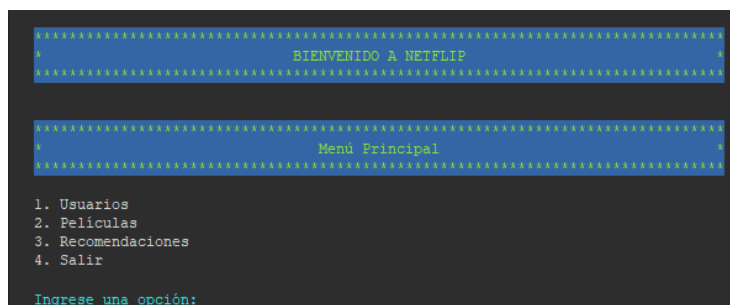 ********************************************************************************
* BIENVENIDO A NETFLIP *
********************************************************************************
********************************************************************************
* Menú Principal *
********************************************************************************
1. Usuarios
2. Películas
3. Recomendaciones
4. Salir
Ingrese una opción: